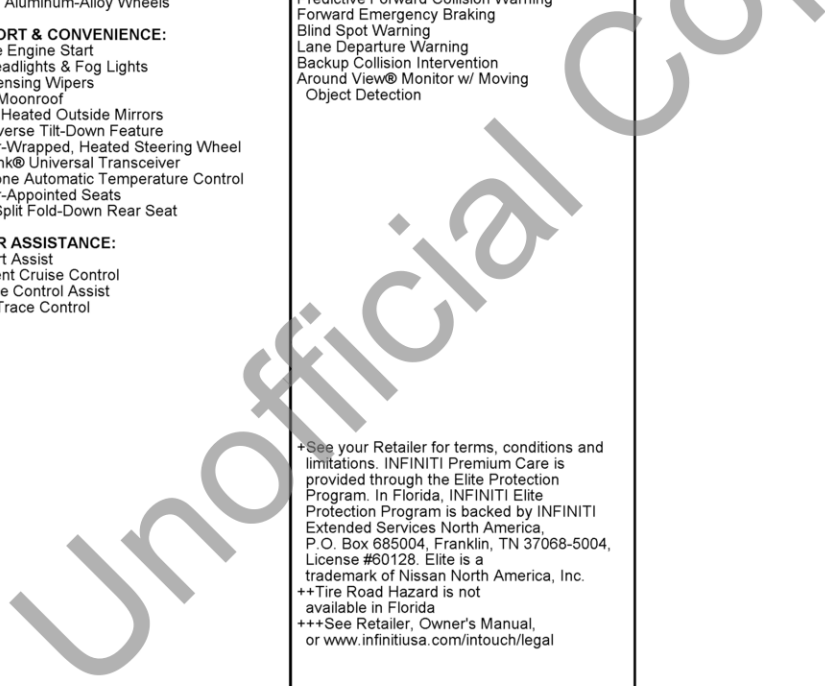 Aluminum-Alloy Wheels
ORT & CONVENIENCE:
e Engine Start
eadlights & Fog Lights
ensing Wipers
Moonroof
Heated Outside Mirrors
verse Tilt-Down Feature
r-Wrapped, Heated Steering Wheel
nk® Universal Transceiver
one Automatic Temperature Control
r-Appointed Seats
Split Fold-Down Rear Seat
R ASSISTANCE:
rt Assist
ent Cruise Control
e Control Assist
Trace Control
Predictive Forward Collision Warning
Forward Emergency Braking
Blind Spot Warning
Lane Departure Warning
Backup Collision Intervention
Around View® Monitor w/ Moving
Object Detection
+See your Retailer for terms, conditions and
limitations. INFINITI Premium Care is
provided through the Elite Protection
Program. In Florida, INFINITI Elite
Protection Program is backed by INFINITI
Extended Services North America,
P.O. Box 685004, Franklin, TN 37068-5004,
License #60128. Elite is a
trademark of Nissan North America, Inc.
++Tire Road Hazard is not
available in Florida
+++See Retailer, Owner's Manual,
or www.infinitiusa.com/intouch/legal
Unofficial Co